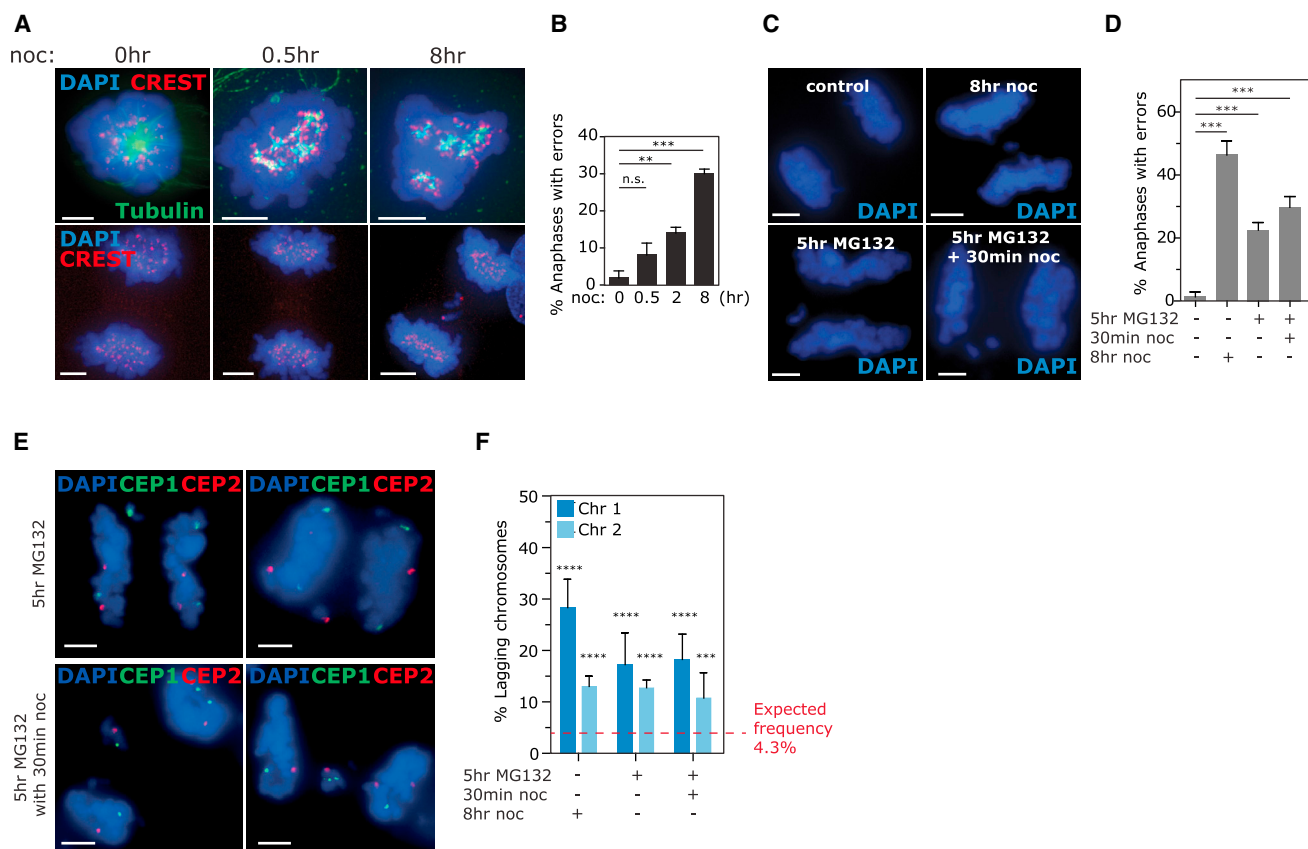 A
noc: 0hr 0.5hr 8hr
DAPI CREST
Tubulin
DAPI
CREST
B
% Anaphases with errors
40
30
20
10
0
***
**
n.s.
noc: 0 0.5 2 8 (hr)
C
control
DAPI
8hr noc
DAPI
5hr MG132
DAPI
5hr MG132
+ 30min noc
DAPI
D
% Anaphases with errors
60
40
20
0
***
***
***
5hr MG132 - - + +
30min noc - - - +
8hr noc - + - -
E
5hr MG132
DAPI CEP1 CEP2
DAPI CEP1 CEP2
5hr MG132
with 30min noc
DAPI CEP1 CEP2
DAPI CEP1 CEP2
F
% Lagging chromosomes
50
40
30
20
10
0
Chr 1
Chr 2
****
****
****
****
****
***
Expected
frequency
4.3%
5hr MG132 - + +
30min noc - - +
8hr noc + - -